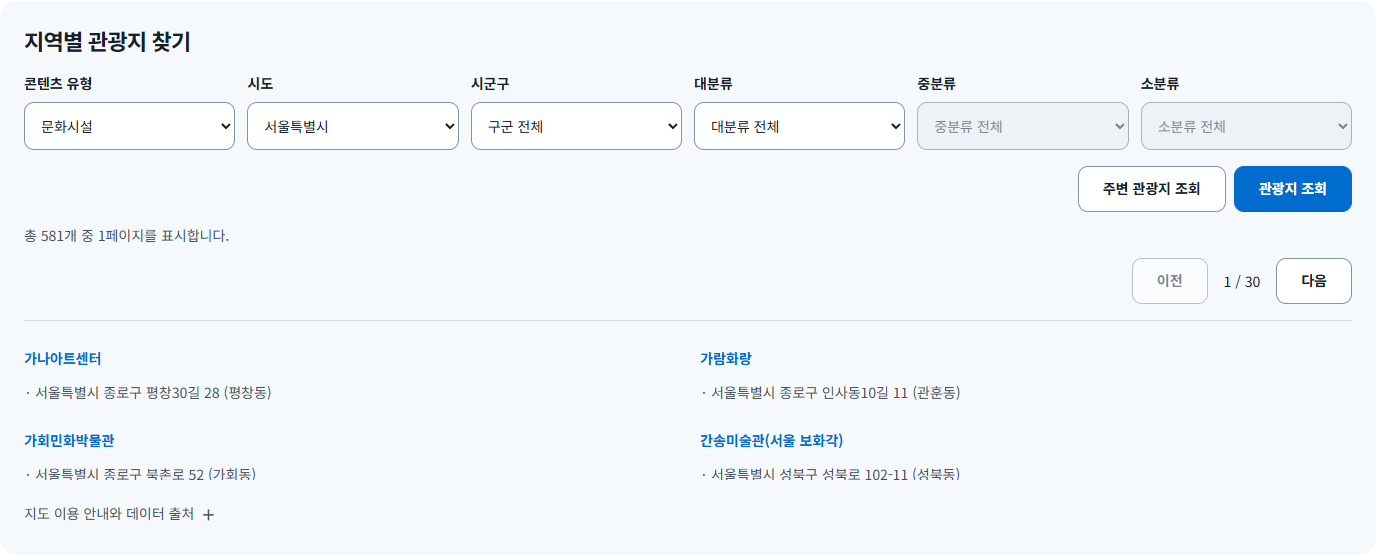 지역별 관광지 찾기
콘텐츠 유형 시도 시군구 대분류 중분류 소분류
문화시설 서울특별시 구군 전체 대분류 전체 중분류 전체 소분류 전체
주변 관광지 조회 관광지 조회
총 581개 중 1페이지를 표시합니다.
이전 1 / 30 다음
가나아트센터 가람화랑
· 서울특별시 종로구 평창30길 28 (평창동) · 서울특별시 종로구 인사동10길 11 (관훈동)
가회민화박물관 간송미술관(서울 보화각)
· 서울특별시 종로구 북촌로 52 (가회동) · 서울특별시 성북구 성북로 102-11 (성북동)
지도 이용 안내와 데이터 출처 +